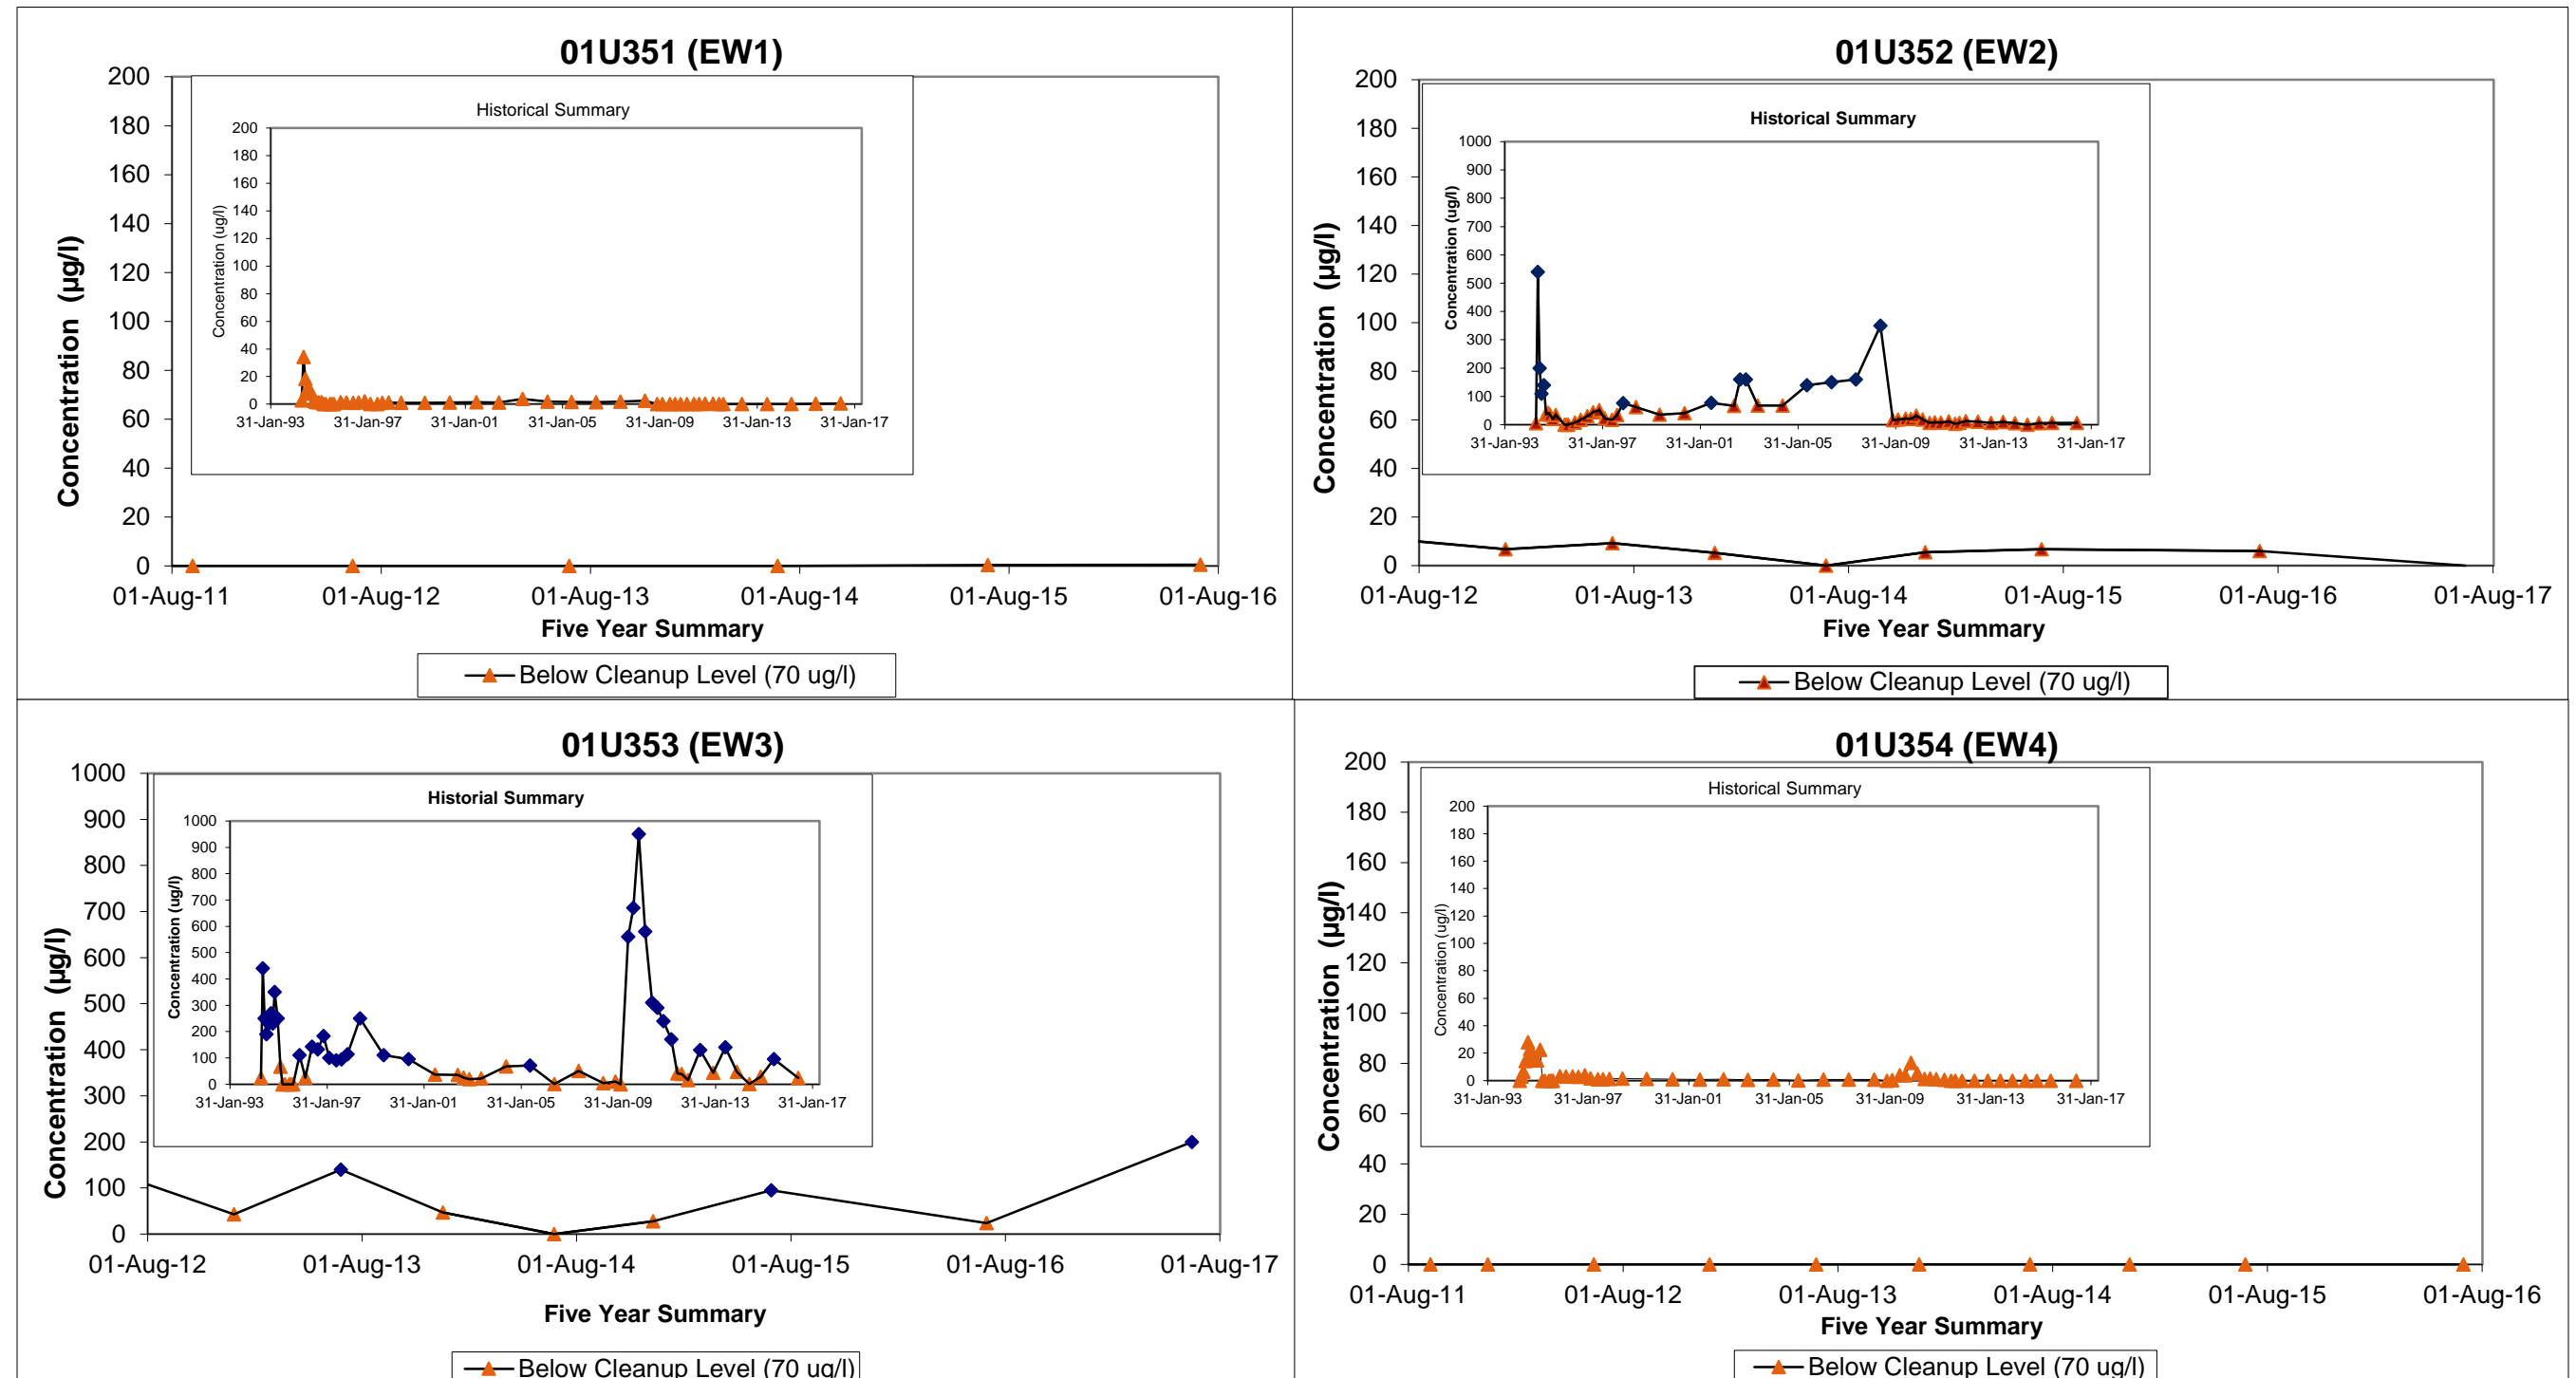 01U351 (EW1)
Historical Summary
Concentration (ug/l)
200
180
160
140
120
100
80
60
40
20
0
31-Jan-93 31-Jan-97 31-Jan-01 31-Jan-05 31-Jan-09 31-Jan-13 31-Jan-17
Concentration (µg/l)
200
180
160
140
120
100
80
60
40
20
0
01-Aug-11 01-Aug-12 01-Aug-13 01-Aug-14 01-Aug-15 01-Aug-16
Five Year Summary
Below Cleanup Level (70 ug/l)
01U352 (EW2)
Historical Summary
Concentration (ug/l)
1000
900
800
700
600
500
400
300
200
100
0
31-Jan-93 31-Jan-97 31-Jan-01 31-Jan-05 31-Jan-09 31-Jan-13 31-Jan-17
Concentration (µg/l)
200
180
160
140
120
100
80
60
40
20
0
01-Aug-12 01-Aug-13 01-Aug-14 01-Aug-15 01-Aug-16 01-Aug-17
Five Year Summary
Below Cleanup Level (70 ug/l)
01U353 (EW3)
Historial Summary
Concentration (ug/l)
1000
900
800
700
600
500
400
300
200
100
0
31-Jan-93 31-Jan-97 31-Jan-01 31-Jan-05 31-Jan-09 31-Jan-13 31-Jan-17
Concentration (µg/l)
1000
900
800
700
600
500
400
300
200
100
0
01-Aug-12 01-Aug-13 01-Aug-14 01-Aug-15 01-Aug-16 01-Aug-17
Five Year Summary
Below Cleanup Level (70 ug/l)
01U354 (EW4)
Historical Summary
Concentration (ug/l)
200
180
160
140
120
100
80
60
40
20
0
31-Jan-93 31-Jan-97 31-Jan-01 31-Jan-05 31-Jan-09 31-Jan-13 31-Jan-17
Concentration (µg/l)
200
180
160
140
120
100
80
60
40
20
0
01-Aug-11 01-Aug-12 01-Aug-13 01-Aug-14 01-Aug-15 01-Aug-16
Five Year Summary
Below Cleanup Level (70 ug/l)